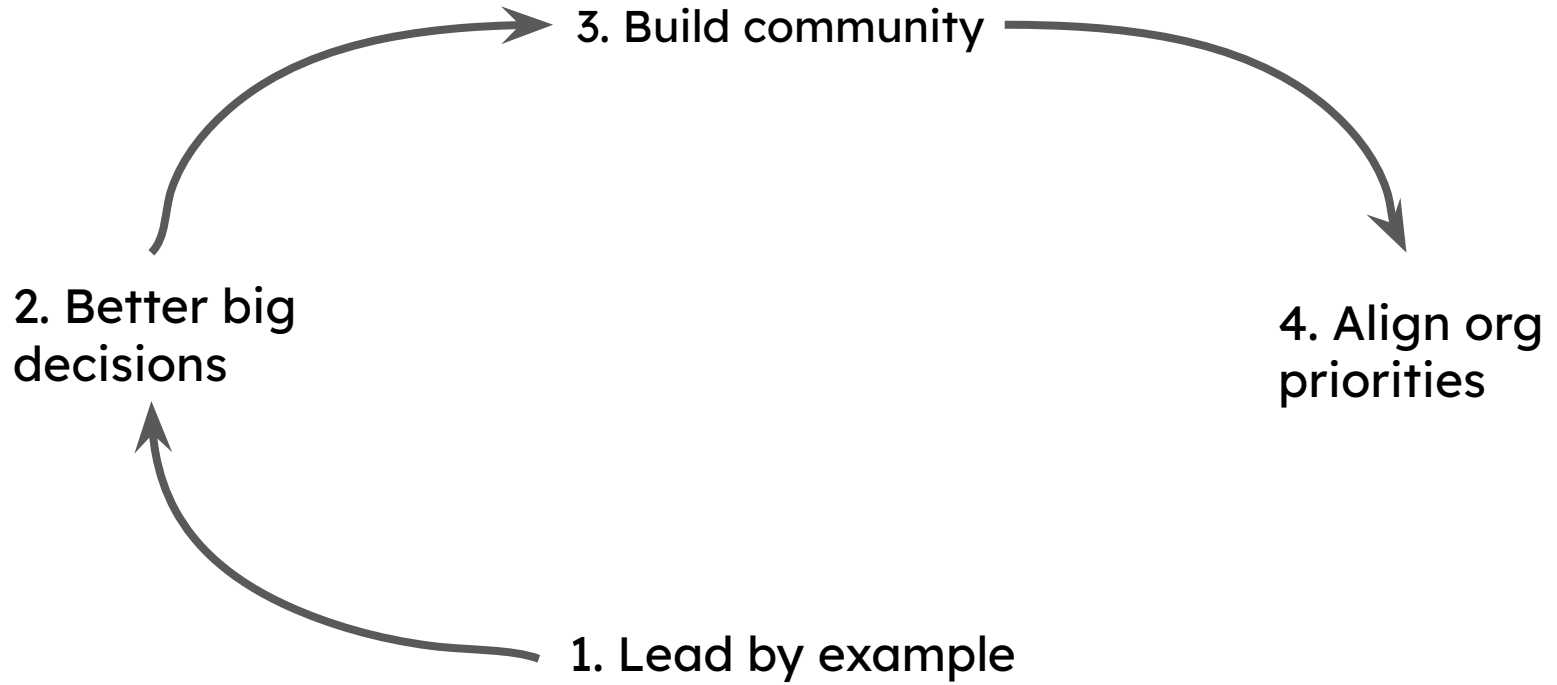 3. Build community
2. Better big
decisions
4. Align org
priorities
1. Lead by example